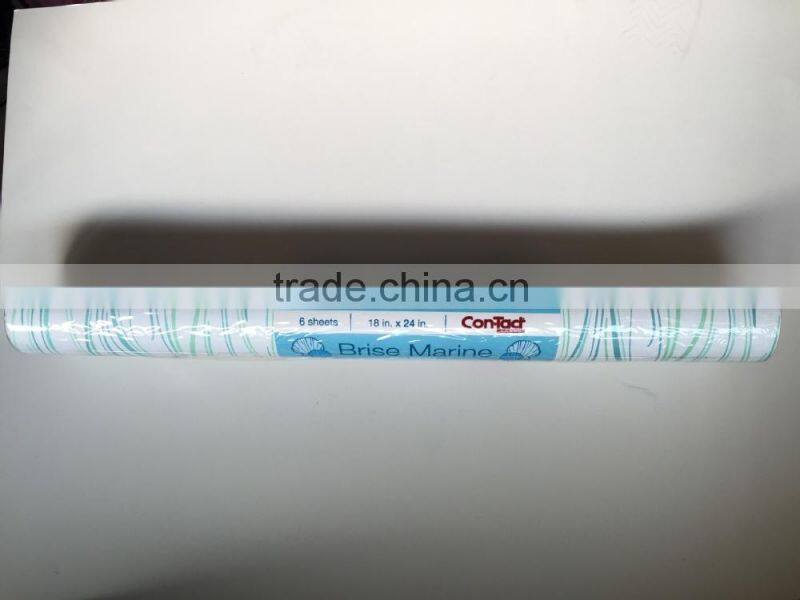 trade.china.cn
6 sheets | 18 in. x 24 in. Con-Tact
Brise Marine